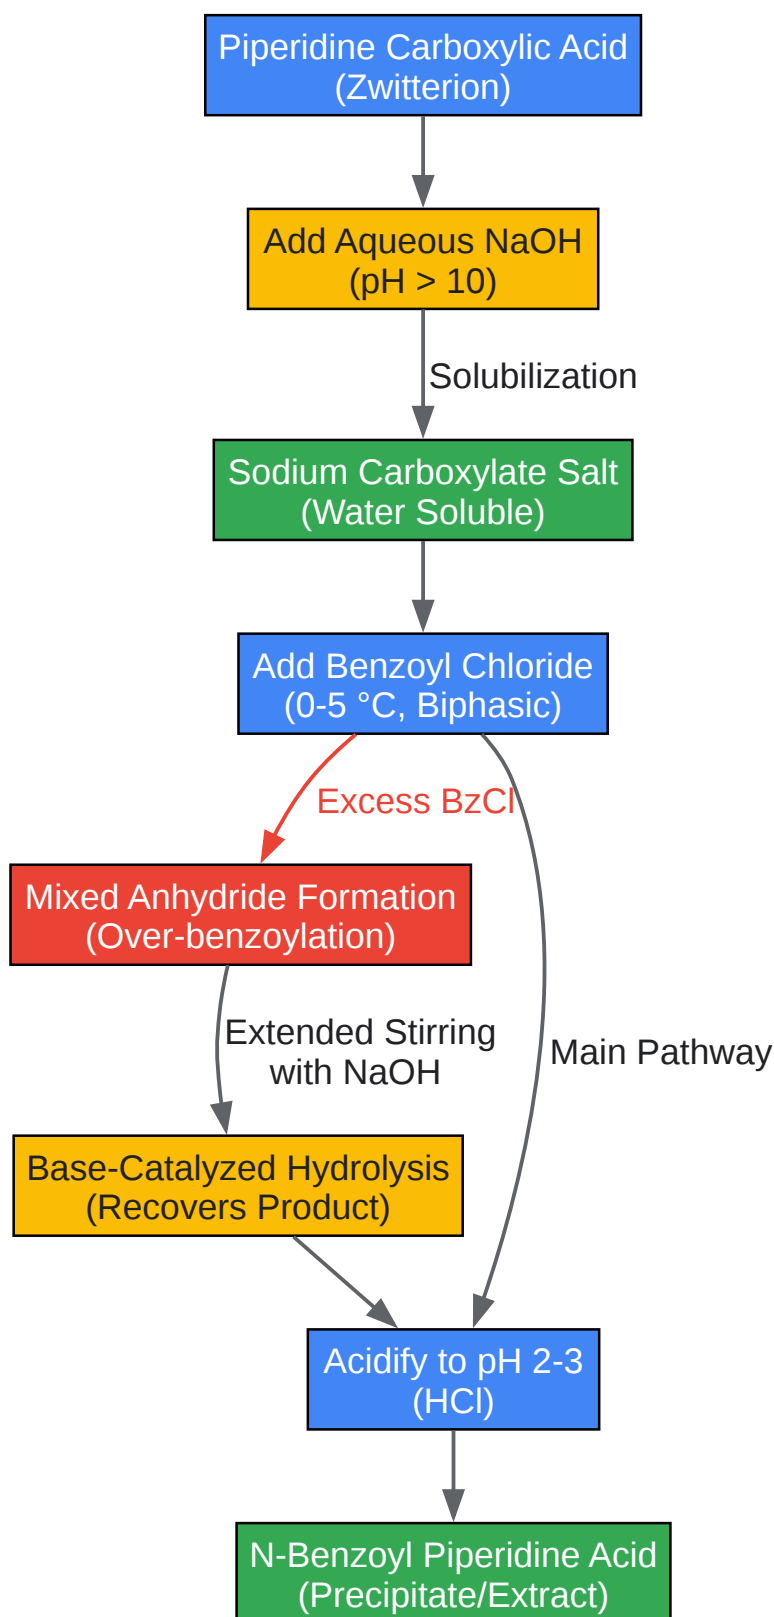 Piperidine Carboxylic Acid
(Zwitterion)
Add Aqueous NaOH
(pH > 10)
Solubilization
Sodium Carboxylate Salt
(Water Soluble)
Add Benzoyl Chloride
(0-5 °C, Biphasic)
Excess BzCl
Mixed Anhydride Formation
(Over-benzoylation)
Extended Stirring
with NaOH
Main Pathway
Base-Catalyzed Hydrolysis
(Recovers Product)
Acidify to pH 2-3
(HCl)
N-Benzoyl Piperidine Acid
(Precipitate/Extract)